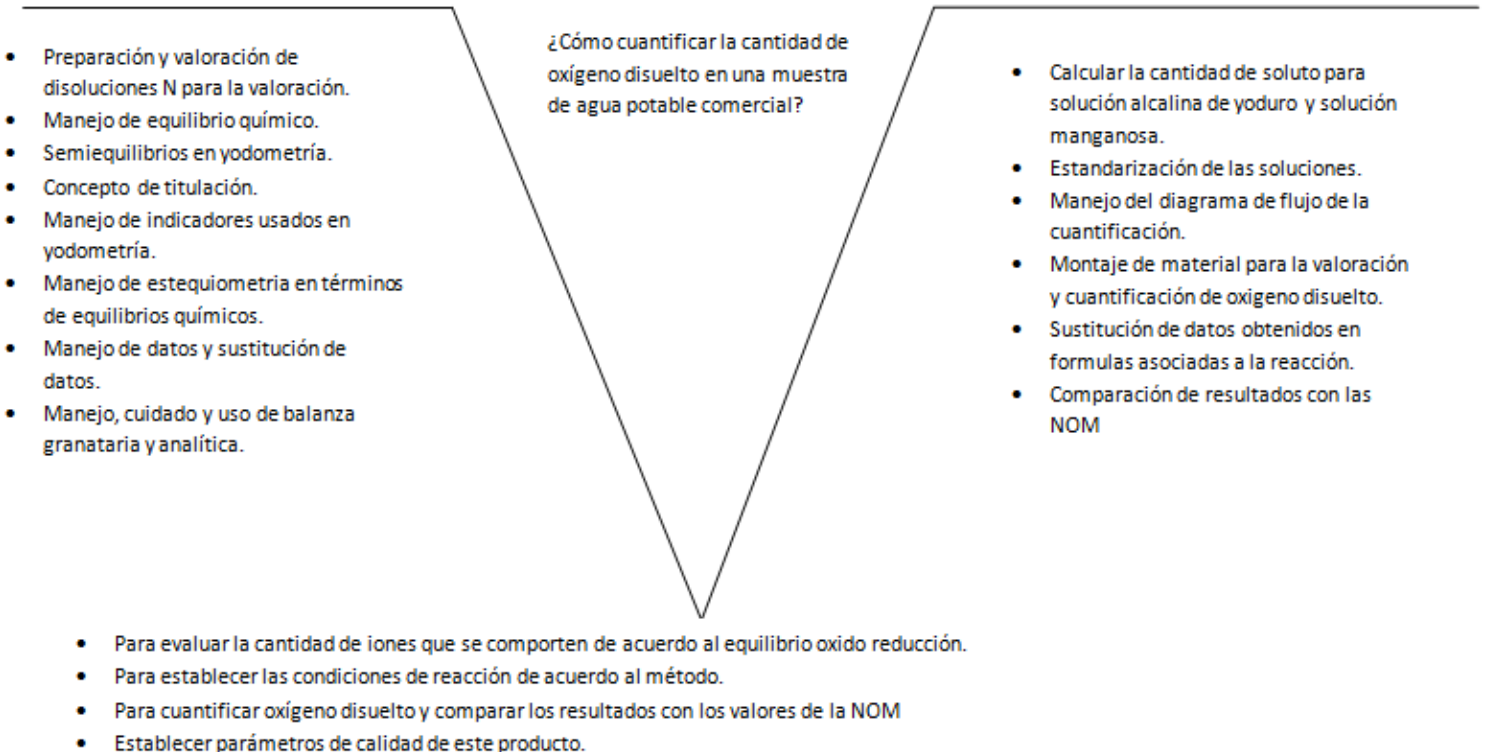 • Preparación y valoración de
disoluciones N para la valoración.
• Manejo de equilibrio químico.
• Semiequilibrios en yodometría.
• Concepto de titulación.
• Manejo de indicadores usados en
yodometría.
• Manejo de estequiometria en términos
de equilibrios químicos.
• Manejo de datos y sustitución de
datos.
• Manejo, cuidado y uso de balanza
granataria y analítica.
¿Cómo cuantificar la cantidad de
oxígeno disuelto en una muestra
de agua potable comercial?
• Calcular la cantidad de soluto para
solución alcalina de yoduro y solución
manganosa.
• Estandarización de las soluciones.
• Manejo del diagrama de flujo de la
cuantificación.
• Montaje de material para la valoración
y cuantificación de oxigeno disuelto.
• Sustitución de datos obtenidos en
formulas asociadas a la reacción.
• Comparación de resultados con las
NOM
• Para evaluar la cantidad de iones que se comporten de acuerdo al equilibrio oxido reducción.
• Para establecer las condiciones de reacción de acuerdo al método.
• Para cuantificar oxígeno disuelto y comparar los resultados con los valores de la NOM
• Establecer parámetros de calidad de este producto.